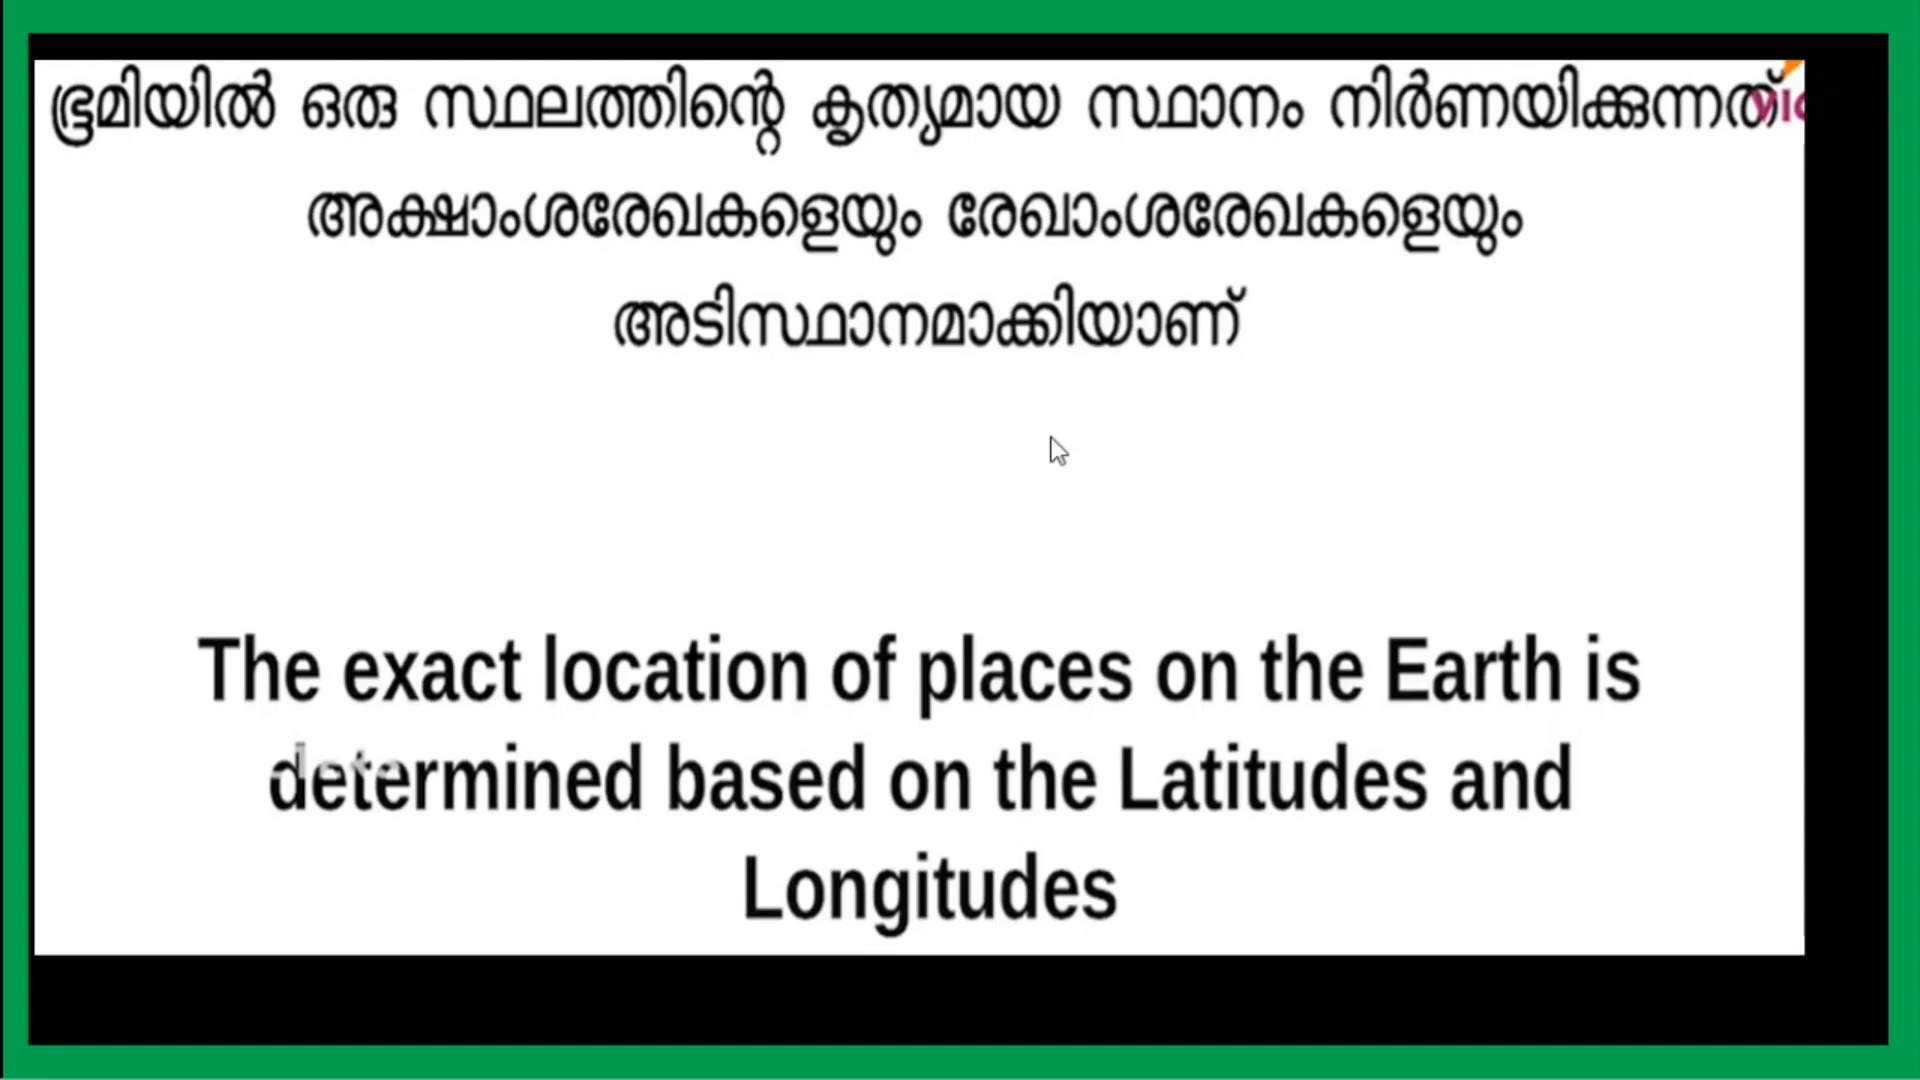 ഭൂമിയിൽ ഒരു സ്ഥലത്തിന്റെ കൃത്യമായ സ്ഥാനം നിർണയിക്കുന്നത്
അക്ഷാംശരേഖകളെയും രേഖാംശരേഖകളെയും
അടിസ്ഥാനമാക്കിയാണ്
The exact location of places on the Earth is
determined based on the Latitudes and
Longitudes